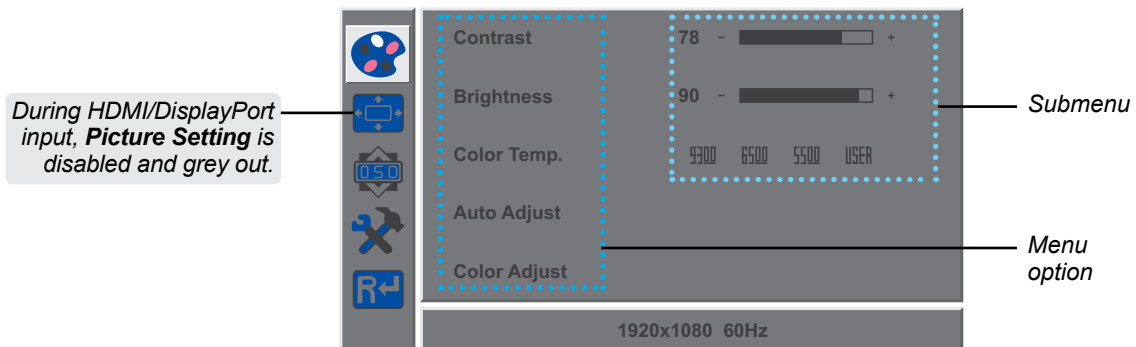 Contrast 78 - +
Brightness 90 - +
Color Temp. 9300 6500 5500 USER
Auto Adjust
Color Adjust
1920x1080 60Hz
During HDMI/DisplayPort
input, Picture Setting is
disabled and grey out.
OSD
R
Submenu
Menu
option